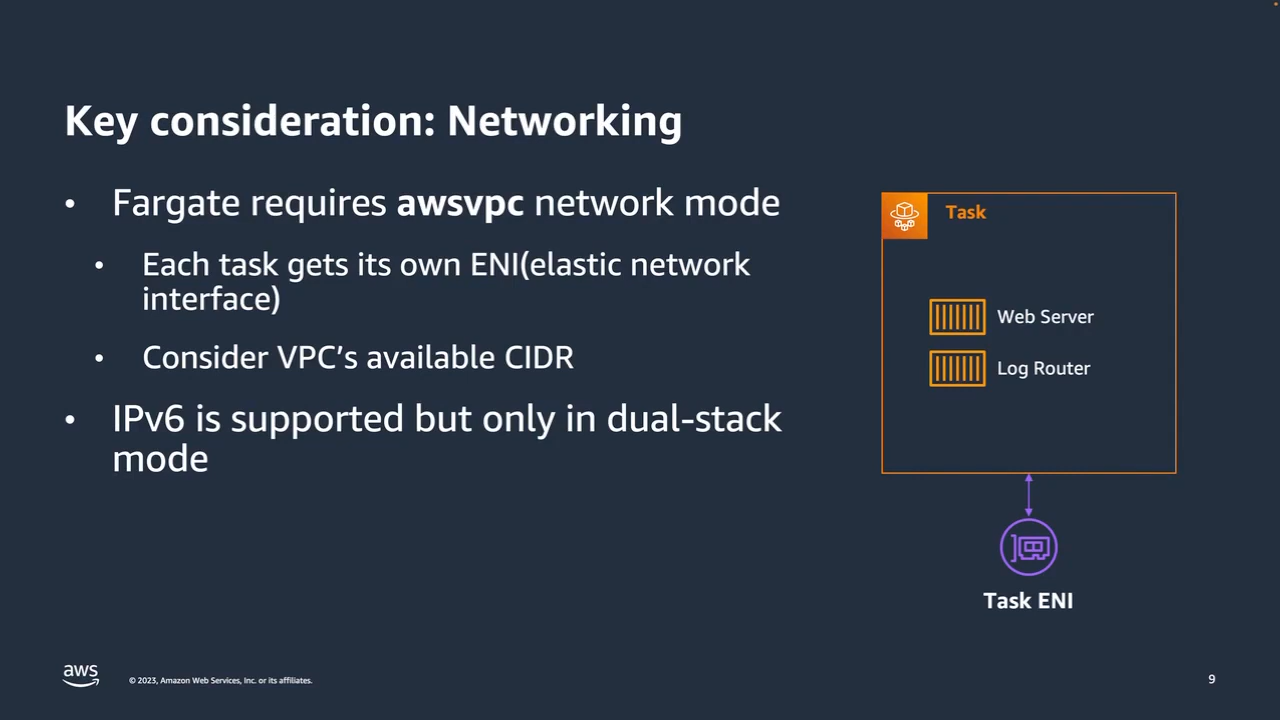 Key consideration: Networking
• Fargate requires awsvpc network mode
• Each task gets its own ENI(elastic network
interface)
• Consider VPC’s available CIDR
• IPv6 is supported but only in dual-stack
mode
Task
Web Server
Log Router
Task ENI
aws
© 2023, Amazon Web Services, Inc. or its affiliates.
9